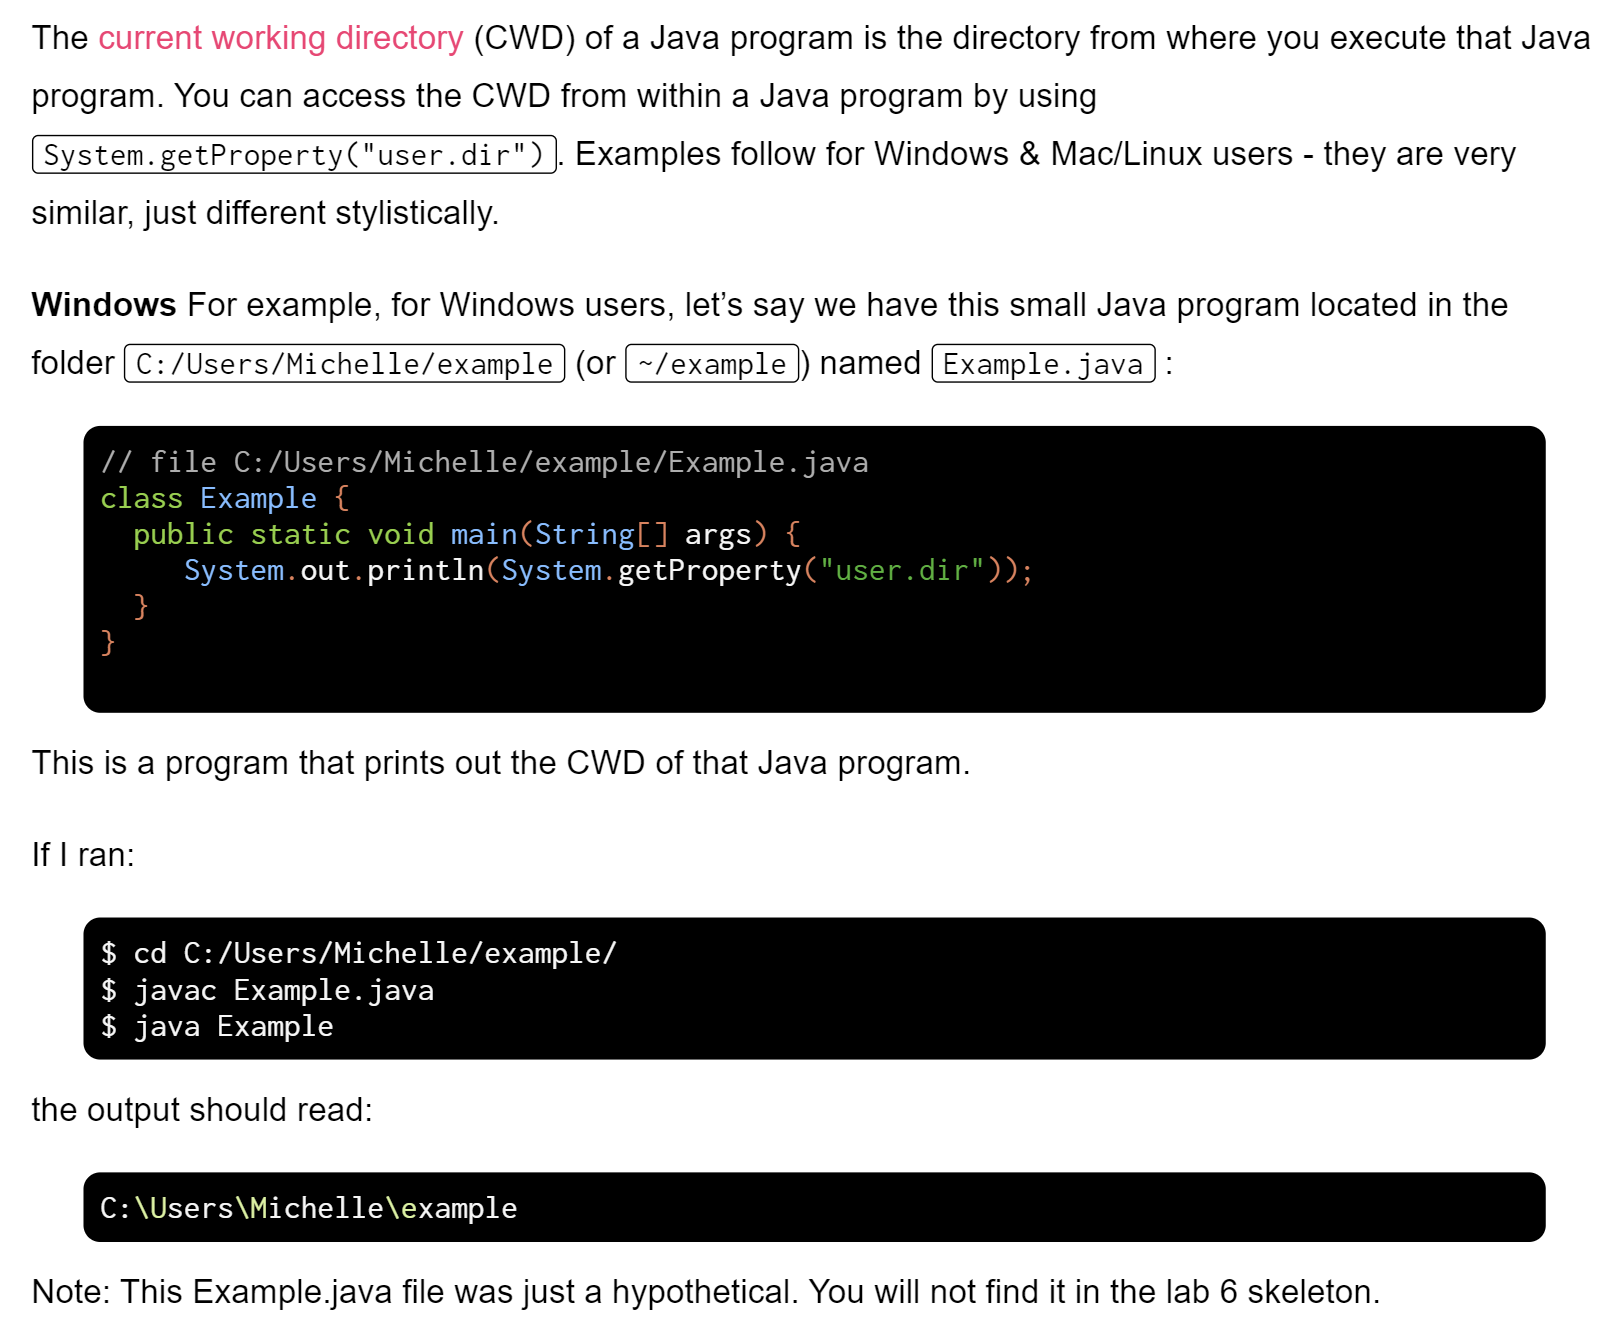 The current working directory (CWD) of a Java program is the directory from where you execute that Java
program. You can access the CWD from within a Java program by using
System.getProperty("user.dir"). Examples follow for Windows & Mac/Linux users - they are very
similar, just different stylistically.
Windows For example, for Windows users, let’s say we have this small Java program located in the
folder C:/Users/Michelle/example (or ~/example) named Example.java :
// file C:/Users/Michelle/example/Example.java
class Example {
  public static void main(String[] args) {
     System.out.println(System.getProperty("user.dir"));
  }
}
This is a program that prints out the CWD of that Java program.
If I ran:
$ cd C:/Users/Michelle/example/
$ javac Example.java
$ java Example
the output should read:
C:\Users\Michelle\example
Note: This Example.java file was just a hypothetical. You will not find it in the lab 6 skeleton.